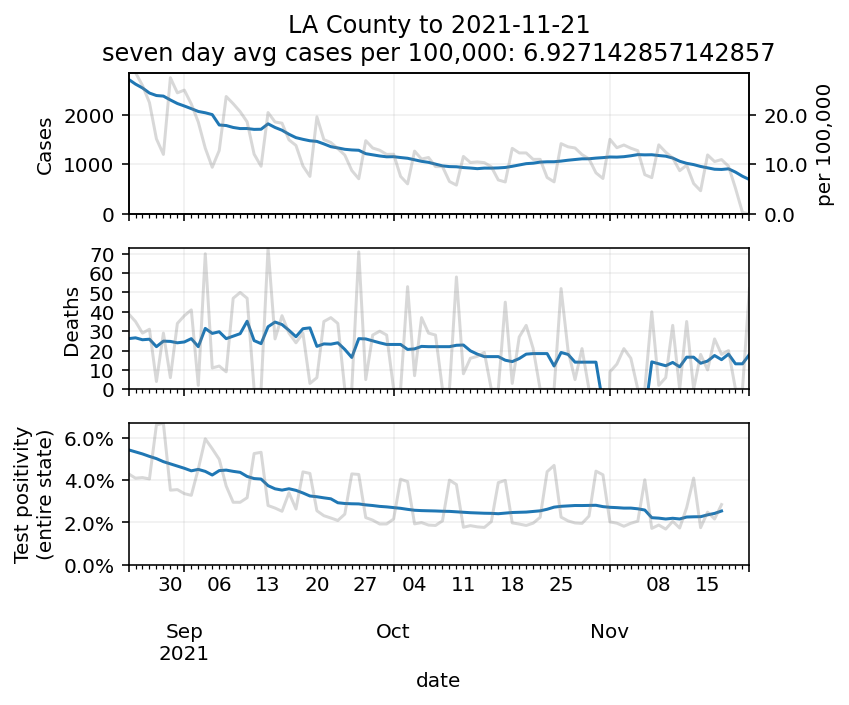 LA County to 2021-11-21
seven day avg cases per 100,000: 6.927142857142857
Cases
2000
1000
0
20.0
10.0
0.0
per 100,000
Deaths
70
60
50
40
30
20
10
0
Test positivity
(entire state)
6.0%
4.0%
2.0%
0.0%
30 06 13 20 27 04 11 18 25 08 15
Sep Oct Nov
2021
date